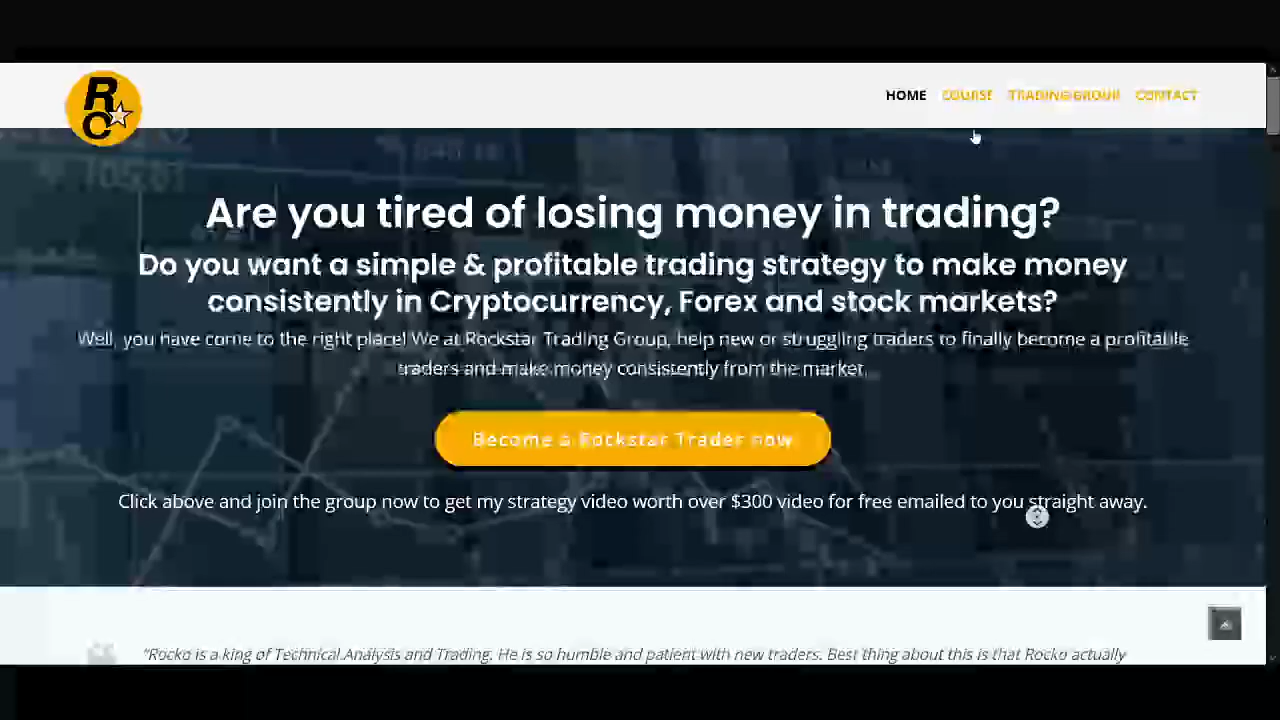 RC
HOME COURSE TRADING GROUP CONTACT
105.61
Are you tired of losing money in trading?
Do you want a simple & profitable trading strategy to make money
consistently in Cryptocurrency, Forex and stock markets?
Well, you have come to the right place! We at Rockstar Trading Group, help new or struggling traders to finally become a profitable
traders and make money consistently from the market.
Become a Rockstar Trader now
Click above and join the group now to get my strategy video worth over $300 video for free emailed to you straight away.
"Rocko is a king of Technical Analysis and Trading. He is so humble and patient with new traders. Best thing about this is that Rocko actually